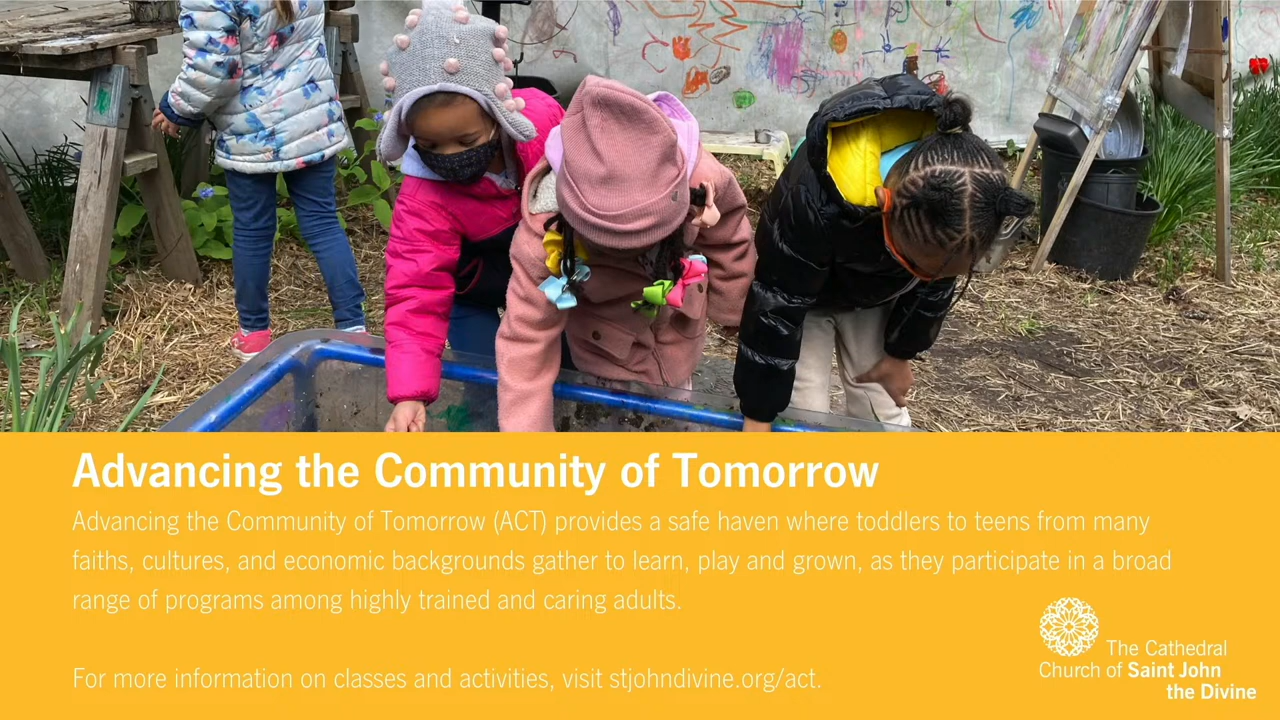 Advancing the Community of Tomorrow
Advancing the Community of Tomorrow (ACT) provides a safe haven where toddlers to teens from many
faiths, cultures, and economic backgrounds gather to learn, play and grown, as they participate in a broad
range of programs among highly trained and caring adults.
For more information on classes and activities, visit stjohndivine.org/act.
The Cathedral
Church of Saint John
the Divine